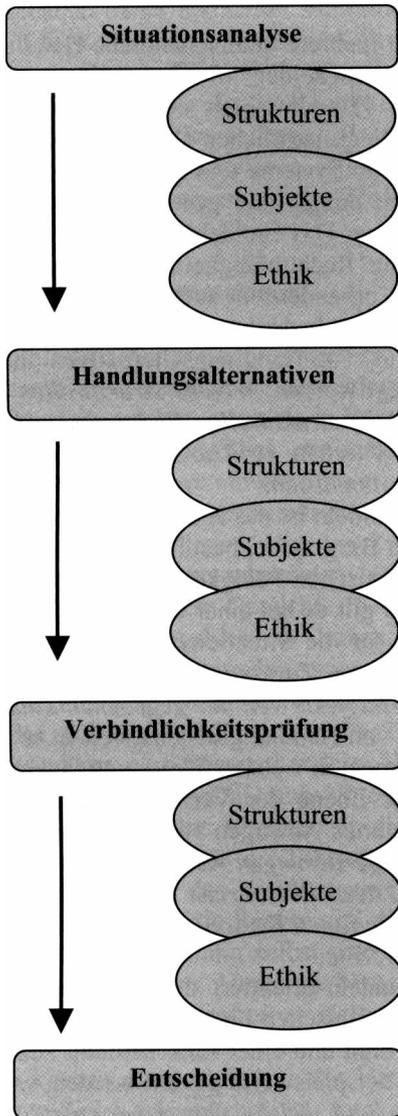 Situationsanalyse
Strukturen
Subjekte
Ethik
Handlungsalternativen
Strukturen
Subjekte
Ethik
Verbindlichkeitsprüfung
Strukturen
Subjekte
Ethik
Entscheidung